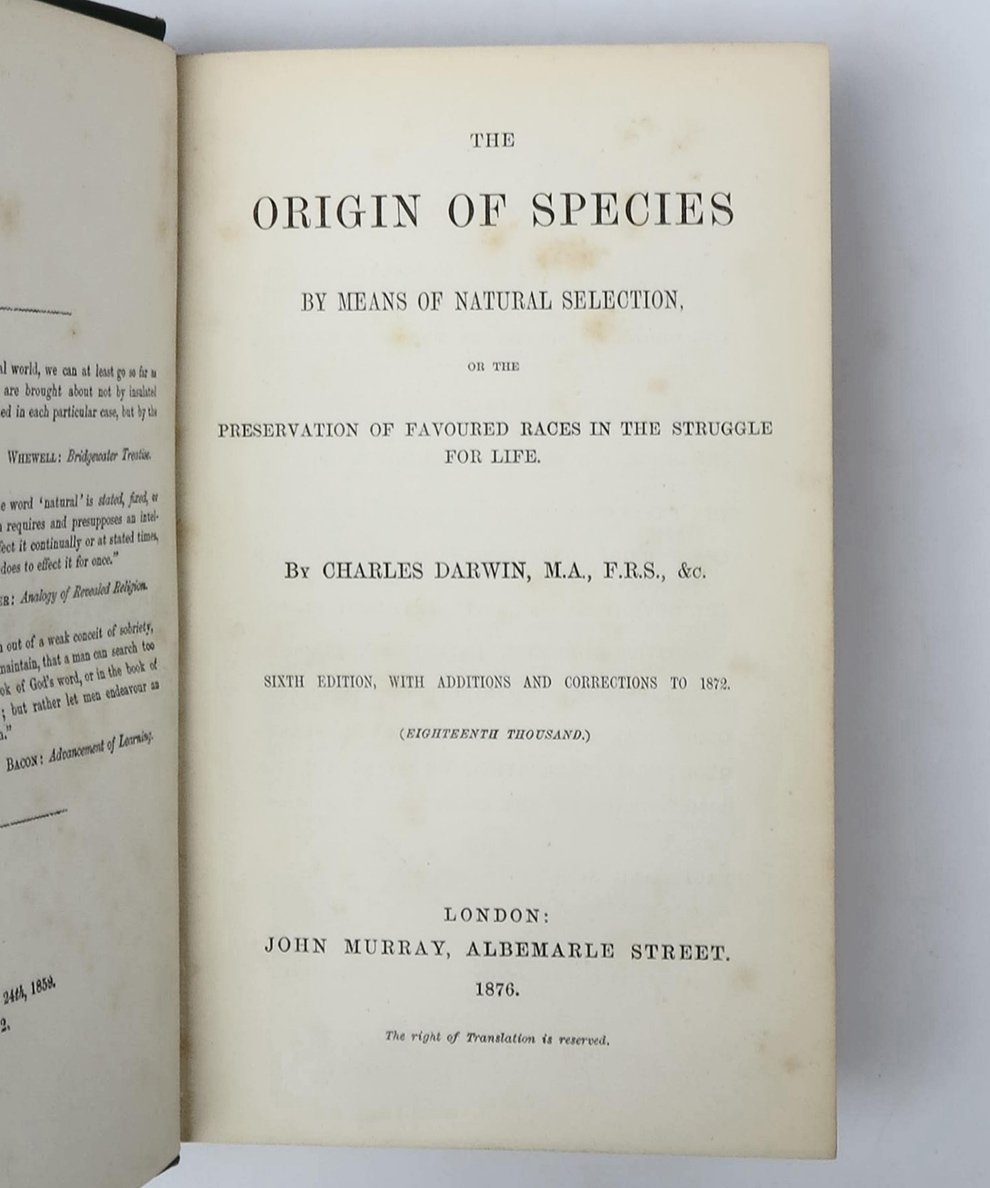 al world, we can at least go so far as
are brought about not by insulated
ed in each particular case, but by the
WHEWELL: Bridgewater Treatise.
e word 'natural' is stated, fixed, or
requires and presupposes an intel-
fect it continually or at stated times,
does to effect it for once."
ER: Analogy of Revealed Religion.
out of a weak conceit of sobriety,
maintain, that a man can search too
ok of God's word, or in the book of
; but rather let men endeavour an
n."
BACON: Advancement of Learning.
24th, 1859.
2.
THE
ORIGIN OF SPECIES
BY MEANS OF NATURAL SELECTION,
OR THE
PRESERVATION OF FAVOURED RACES IN THE STRUGGLE
FOR LIFE.
BY CHARLES DARWIN, M.A., F.R.S., &c.
SIXTH EDITION, WITH ADDITIONS AND CORRECTIONS TO 1872.
(EIGHTEENTH THOUSAND.)
LONDON:
JOHN MURRAY, ALBEMARLE STREET.
1876.
The right of Translation is reserved.